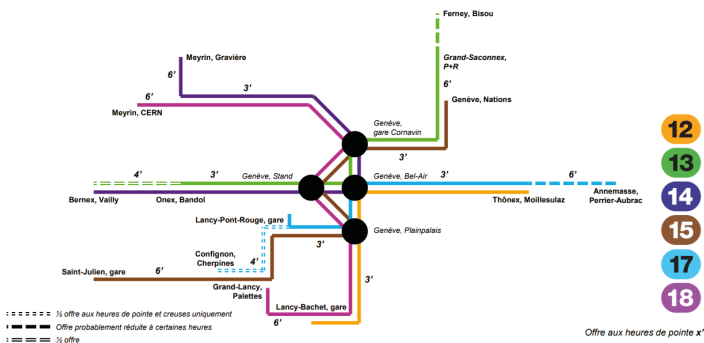 Ferney, Bisou
Grand-Saconnex,
P+R
Meyrin, Gravière
6’
3’
6’
6’
Genève, Nations
Meyrin, CERN
Genève,
gare Cornavin
3’
12
13
14
15
17
18
4’
3’
Genève, Stand
Genève, Bel-Air
3’
6’
Bernex, Vailly
Onex, Bandol
Thônex, Moillesulaz
Annemasse,
Perrier-Aubrac
Lancy-Pont-Rouge, gare
Genève, Plainpalais
3’
Confignon,
Cherpines
4’
Saint-Julien, gare
6’
Grand-Lancy,
Palettes
3’
Lancy-Bachet, gare
6’
½ offre aux heures de pointe et creuses uniquement
Offre probablement réduite à certaines heures
½ offre
Offre aux heures de pointe x’